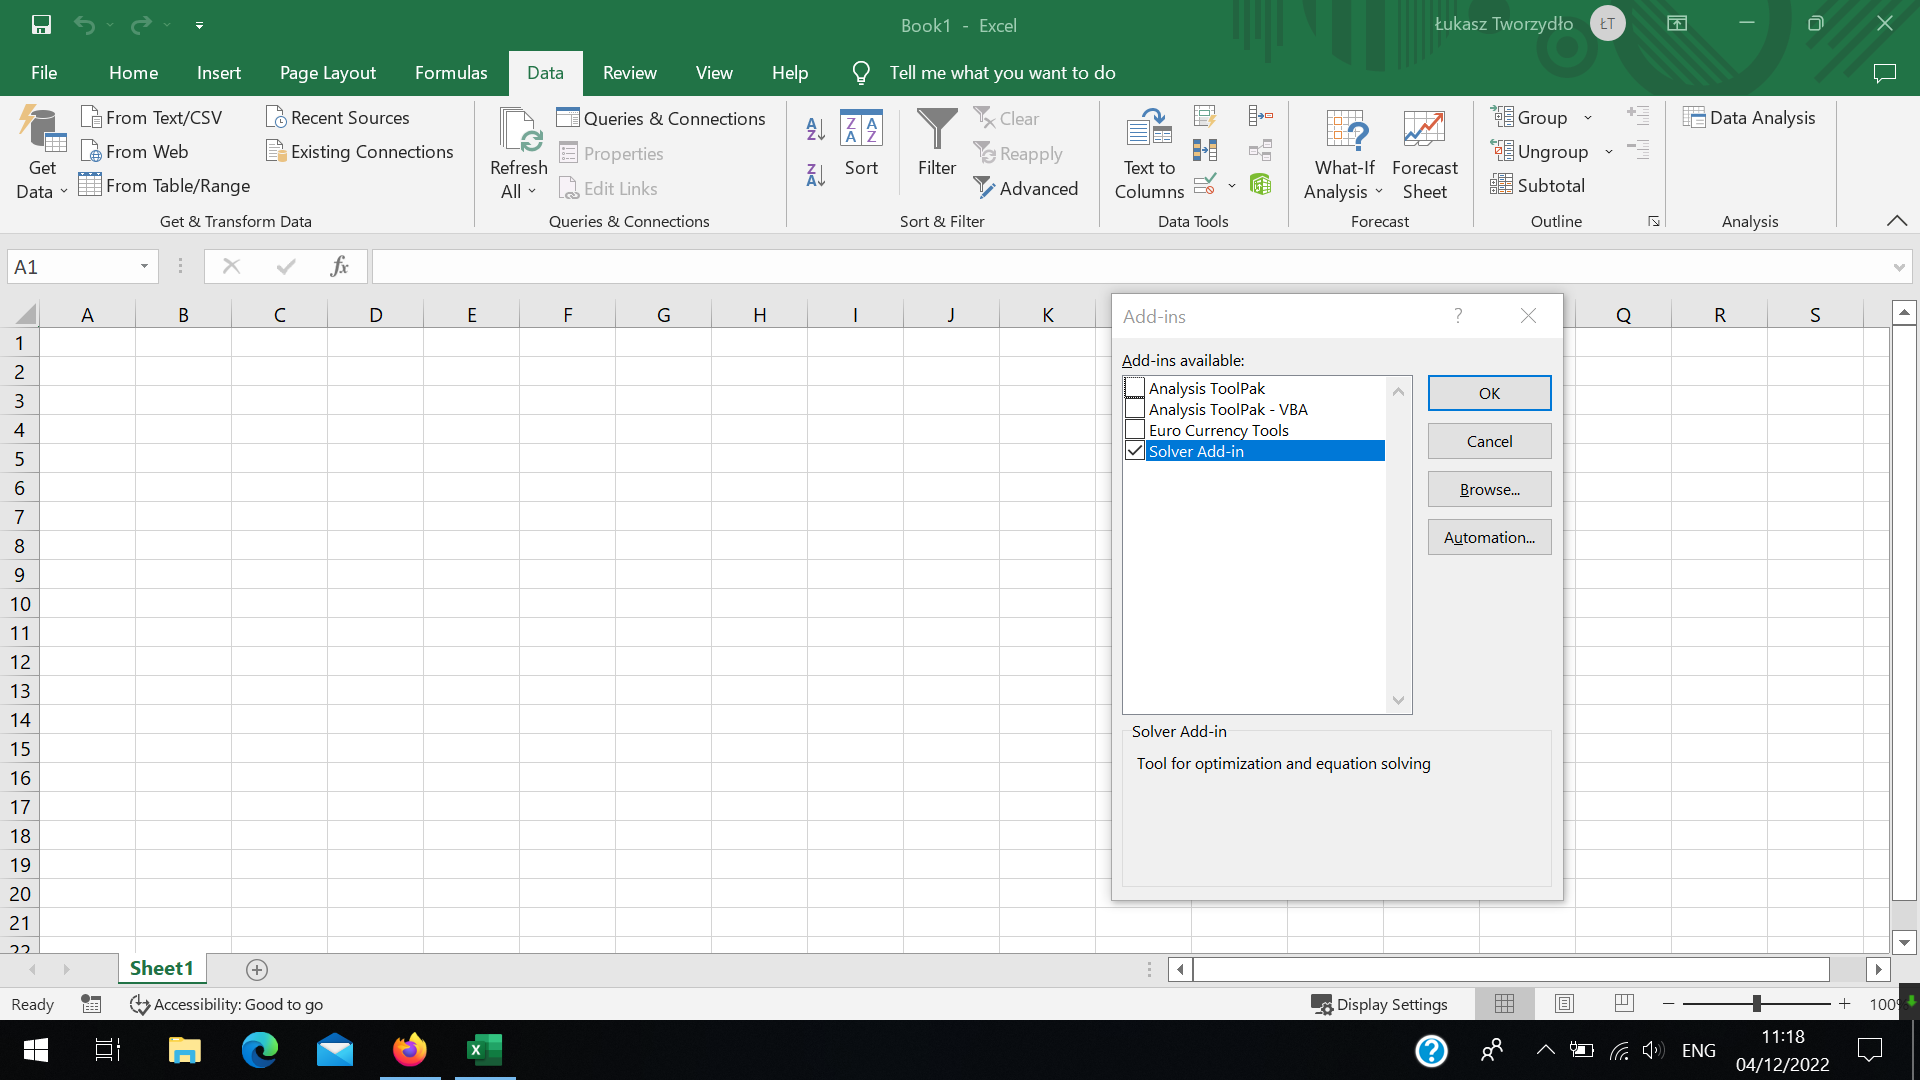 Book1 - Excel
Łukasz Tworzydło ŁT
File Home Insert Page Layout Formulas Data Review View Help Tell me what you want to do
Get Data
From Text/CSV
From Web
From Table/Range
Recent Sources
Existing Connections
Get & Transform Data
Refresh All
Queries & Connections
Properties
Edit Links
Queries & Connections
Sort
Filter
Clear
Reapply
Advanced
Sort & Filter
Text to
Columns
Data Tools
What-If
Analysis
Forecast
Sheet
Forecast
Group
Ungroup
Subtotal
Outline
Data Analysis
Analysis
A1 fx
A B C D E F G H I J K Q R S
1
2
3
4
5
6
7
8
9
10
11
12
13
14
15
16
17
18
19
20
21
22
Add-ins ?
Add-ins available:
Analysis ToolPak
Analysis ToolPak - VBA
Euro Currency Tools
Solver Add-in
OK
Cancel
Browse...
Automation...
Solver Add-in
Tool for optimization and equation solving
Sheet1
Ready Accessibility: Good to go Display Settings 100%
ENG 11:18
04/12/2022